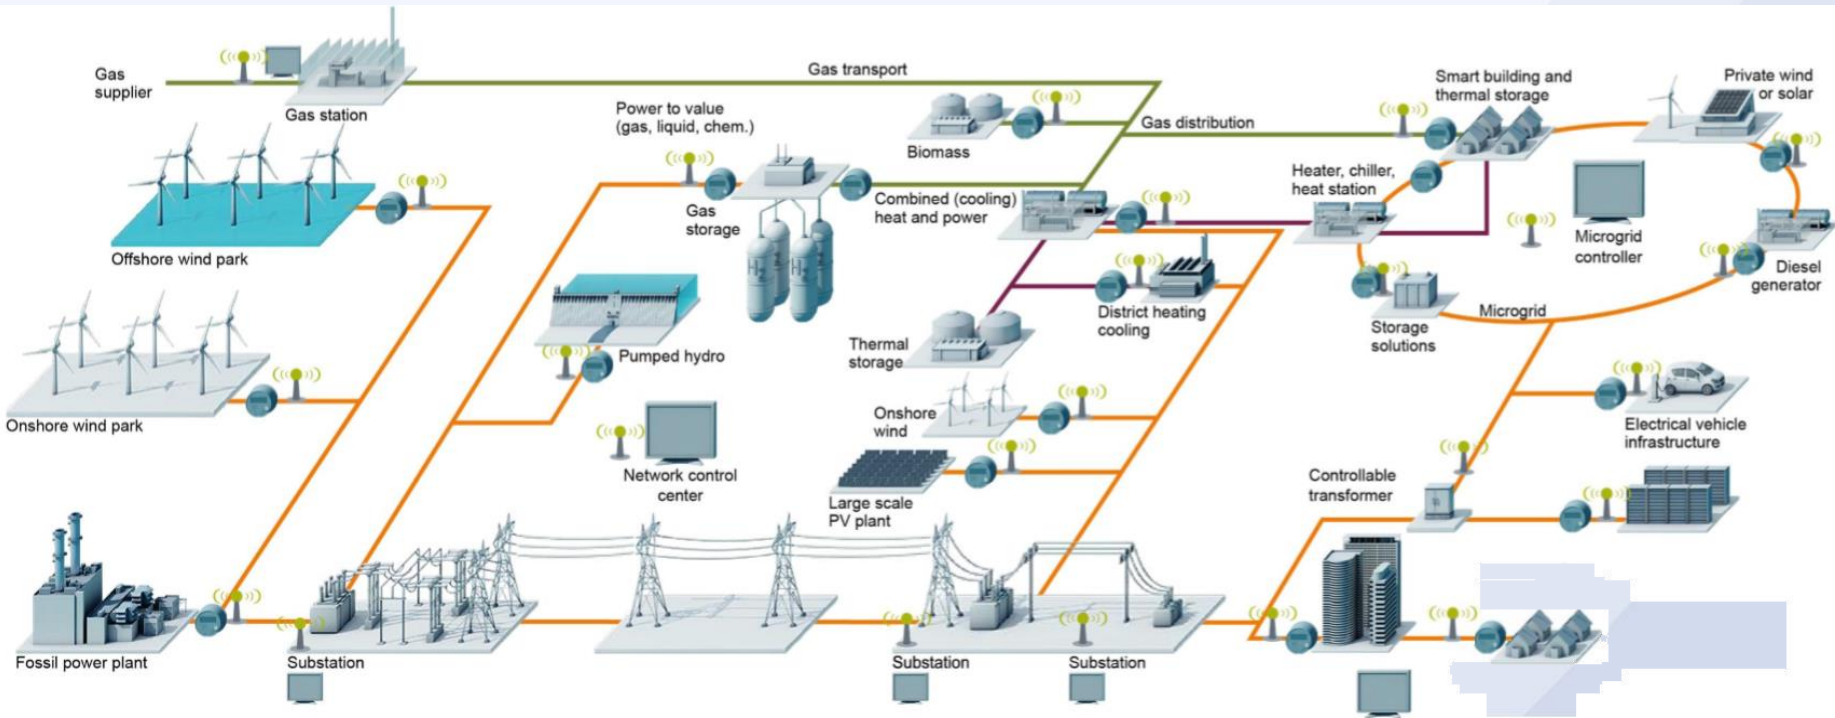 Gas
supplier
Gas station
Gas transport
Power to value
(gas, liquid, chem.)
Biomass
Gas distribution
Smart building and
thermal storage
Private wind
or solar
Offshore wind park
Gas
storage
H2
H2
Combined (cooling)
heat and power
Heater, chiller,
heat station
Microgrid
controller
Diesel
generator
Onshore wind park
Pumped hydro
Thermal
storage
District heating
cooling
Storage
solutions
Microgrid
Network control
center
Onshore
wind
Large scale
PV plant
Electrical vehicle
infrastructure
Controllable
transformer
Fossil power plant
Substation
Substation
Substation